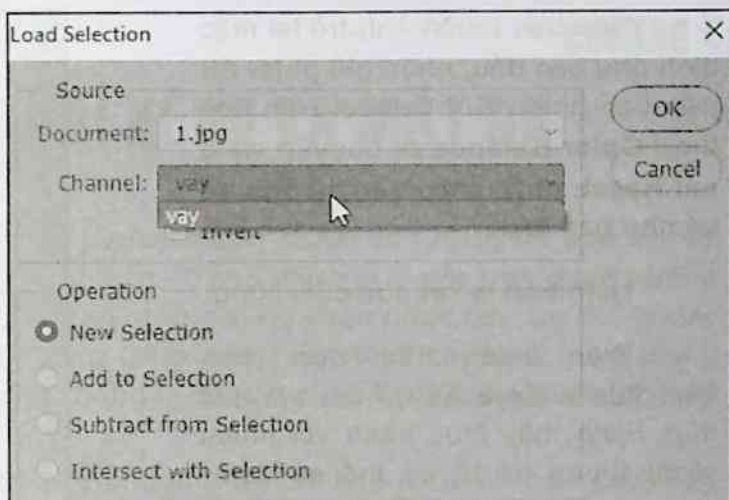 Load Selection
Source
Document: 1.jpg
OK
Channel: vay
Cancel
vay
Invert
Operation
New Selection
Add to Selection
Subtract from Selection
Intersect with Selection